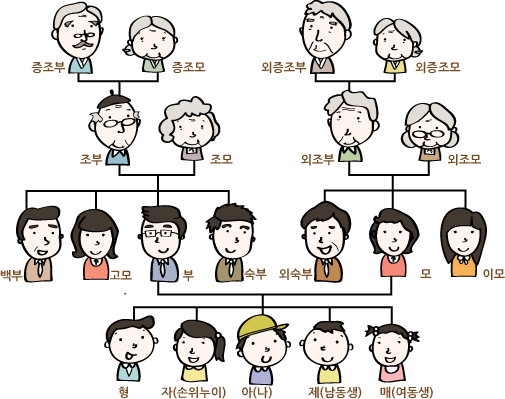 증조부 증조모 외증조부 외증조모
조부 조모 외조부 외조모
백부 고모 부 숙부 외숙부 모 이모
형 자(손위누이) 아(나) 제(남동생) 매(여동생)